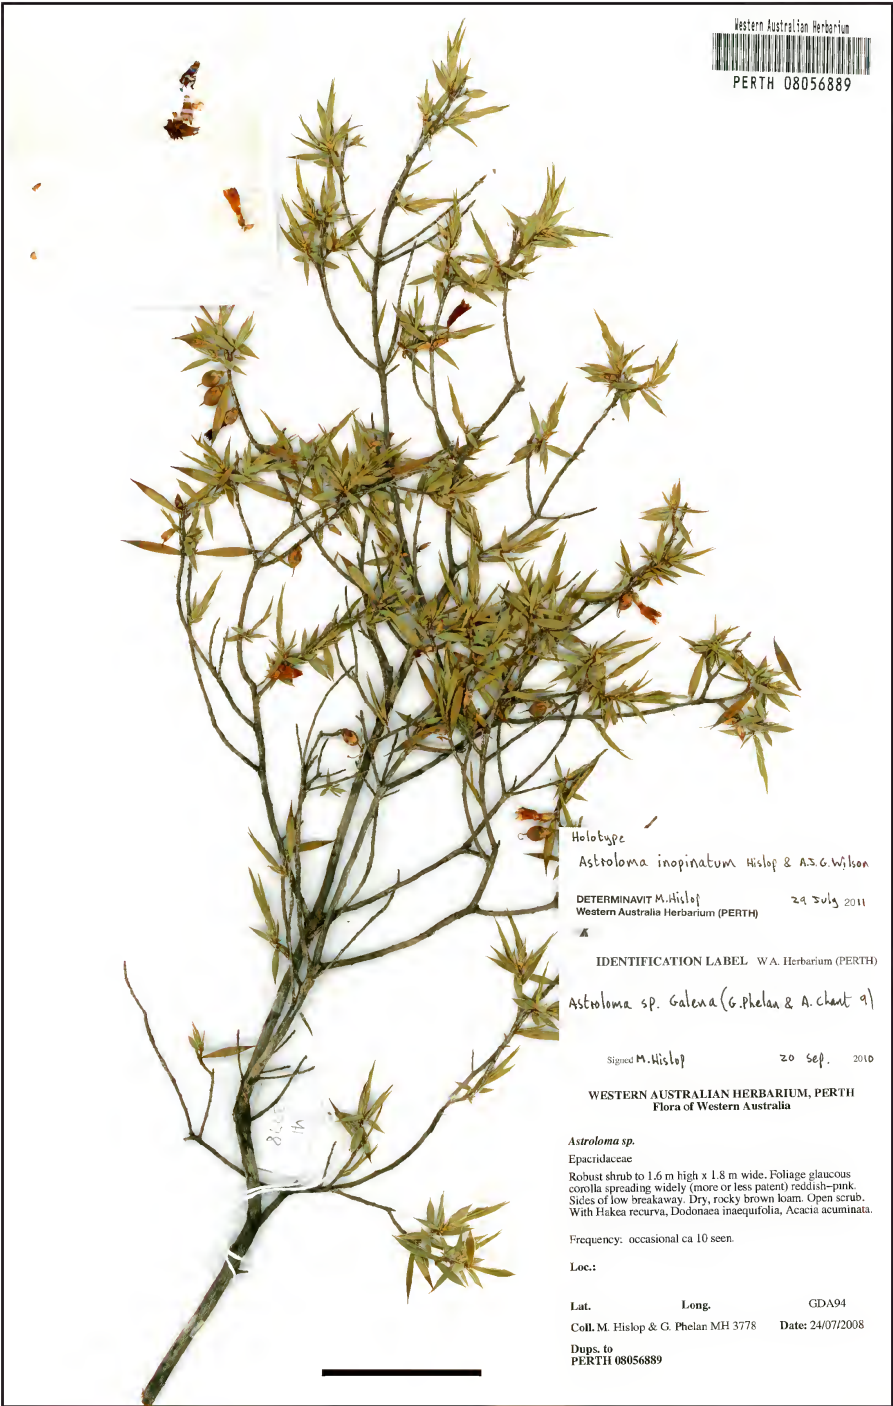 Western Australian Herbarium
PERTH 08056889
Holotype
Astroloma inopinatum Hislop & A.J.G.Wilson
DETERMINAVIT M.Hislop 29 July 2011
Western Australia Herbarium (PERTH)
IDENTIFICATION LABEL W A. Herbarium (PERTH)
Astroloma sp. Galena (G.Phelan & A.Chant 9)
Signed M.Hislop 20 Sep. 2010
WESTERN AUSTRALIAN HERBARIUM, PERTH
Flora of Western Australia
Astroloma sp.
Epacridaceae
Robust shrub to 1.6 m high x 1.8 m wide. Foliage glaucous
corolla spreading widely (more or less patent) reddish-pink.
Sides of low breakaway. Dry, rocky brown loam. Open scrub.
With Hakea recurva, Dodonaea inaequifolia, Acacia acuminata.
Frequency: occasional ca 10 seen.
Loc.:
Lat. Long. GDA94
Coll. M. Hislop & G. Phelan MH 3778 Date: 24/07/2008
Dups. to
PERTH 08056889